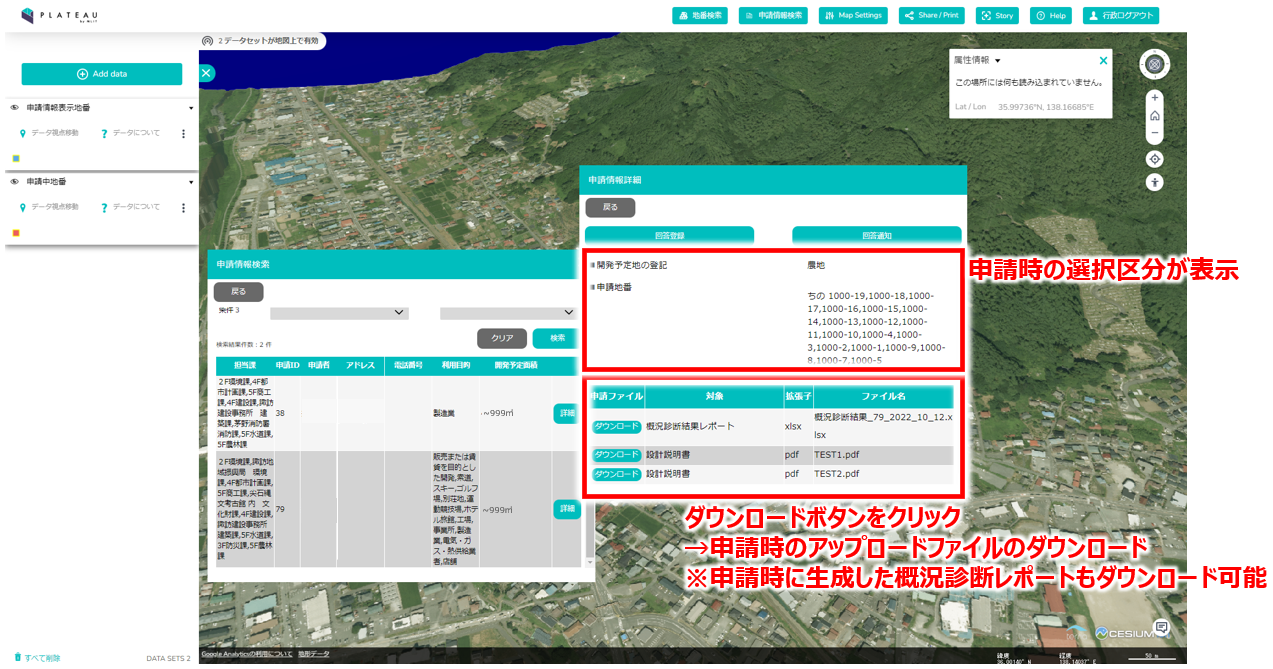 PLATEAU
by MLIT
地番検索
申請情報検索
Map Settings
Share / Print
Story
Help
行政ログアウト
2 データセットが地図上で有効
Add data
申請情報表示地番
データ視点移動
データについて
申請中地番
データ視点移動
データについて
属性情報
この場所には何も読み込まれていません。
Lat / Lon 35.99736°N, 138.16685°E
申請情報詳細
戻る
回答登録
回答通知
■開発予定地の登記
農地
■申請地番
ちの 1000-19,1000-18,1000-
17,1000-16,1000-15,1000-
14,1000-13,1000-12,1000-
11,1000-10,1000-4,1000-
3,1000-2,1000-1,1000-9,1000-
8,1000-7,1000-5
申請時の選択区分が表示
申請情報検索
戻る
条件 3
クリア
検索
検索結果件数：2 件
担当課 申請ID 申請者 アドレス 電話番号 利用目的 開発予定面積
２F環境課,4F都
市計画課,5F商工
課,4F建設課,諏訪
建設事務所　建
築課,茅野消防署
消防課,5F水道課,
5F農林課
38
製造業
-~999㎡
詳細
２F環境課,諏訪地
域振興局　環境
課,4F都市計画課,
5F商工課,尖石縄
文考古館 内　文
化財課,4F建設課,
諏訪建設事務所
建築課,5F水道課,
3F防災課,5F農林
課
79
販売または賃
貸を目的とし
た開発,索道,
スキー,ゴルフ
場,別荘地,運
動競技場,ホテ
ル旅館,工場,
事業所,製造
業,電気・ガ
ス・熱供給業
者,店舗
-~999㎡
詳細
申請ファイル 対象 拡張子 ファイル名
ダウンロード 概況診断結果レポート xlsx 概況診断結果_79_2022_10_12.x
lsx
ダウンロード 設計説明書 pdf TEST1.pdf
ダウンロード 設計説明書 pdf TEST2.pdf
ダウンロードボタンをクリック
→申請時のアップロードファイルのダウンロード
※申請時に生成した概況診断レポートもダウンロード可能
CESIUM
すべて削除
DATA SETS 2
Google Analyticsの利用について
地形データ
緯度
36.00140° N
経度
138.14037° E
50 m